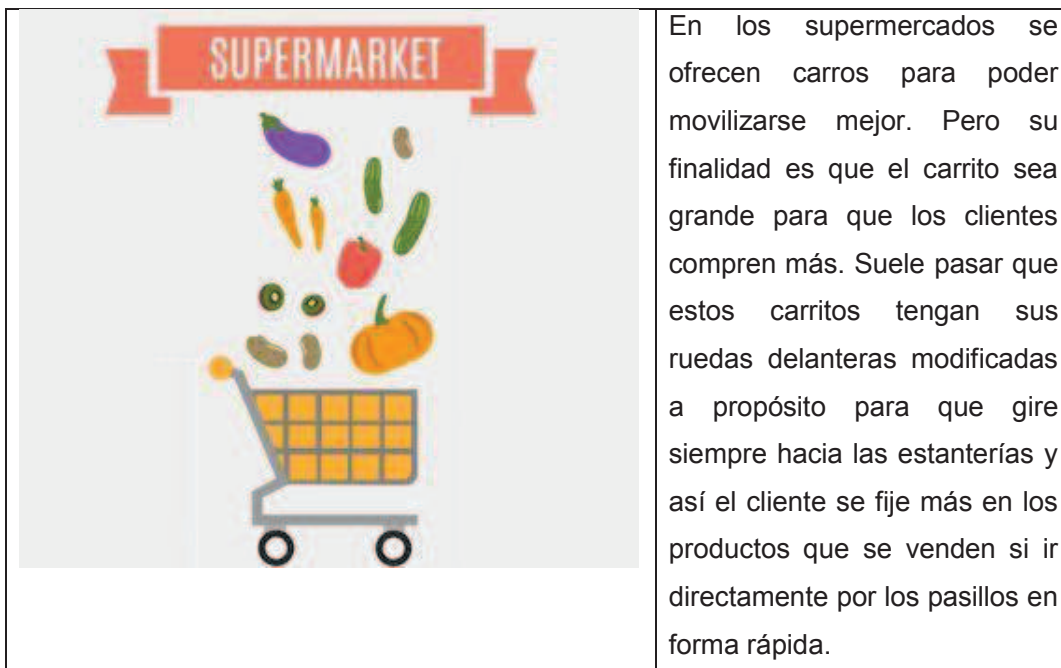 SUPERMARKET
En los supermercados se
ofrecen carros para poder
movilizarse mejor. Pero su
finalidad es que el carrito sea
grande para que los clientes
compren más. Suele pasar que
estos carritos tengan sus
ruedas delanteras modificadas
a propósito para que gire
siempre hacia las estanterías y
así el cliente se fije más en los
productos que se venden si ir
directamente por los pasillos en
forma rápida.